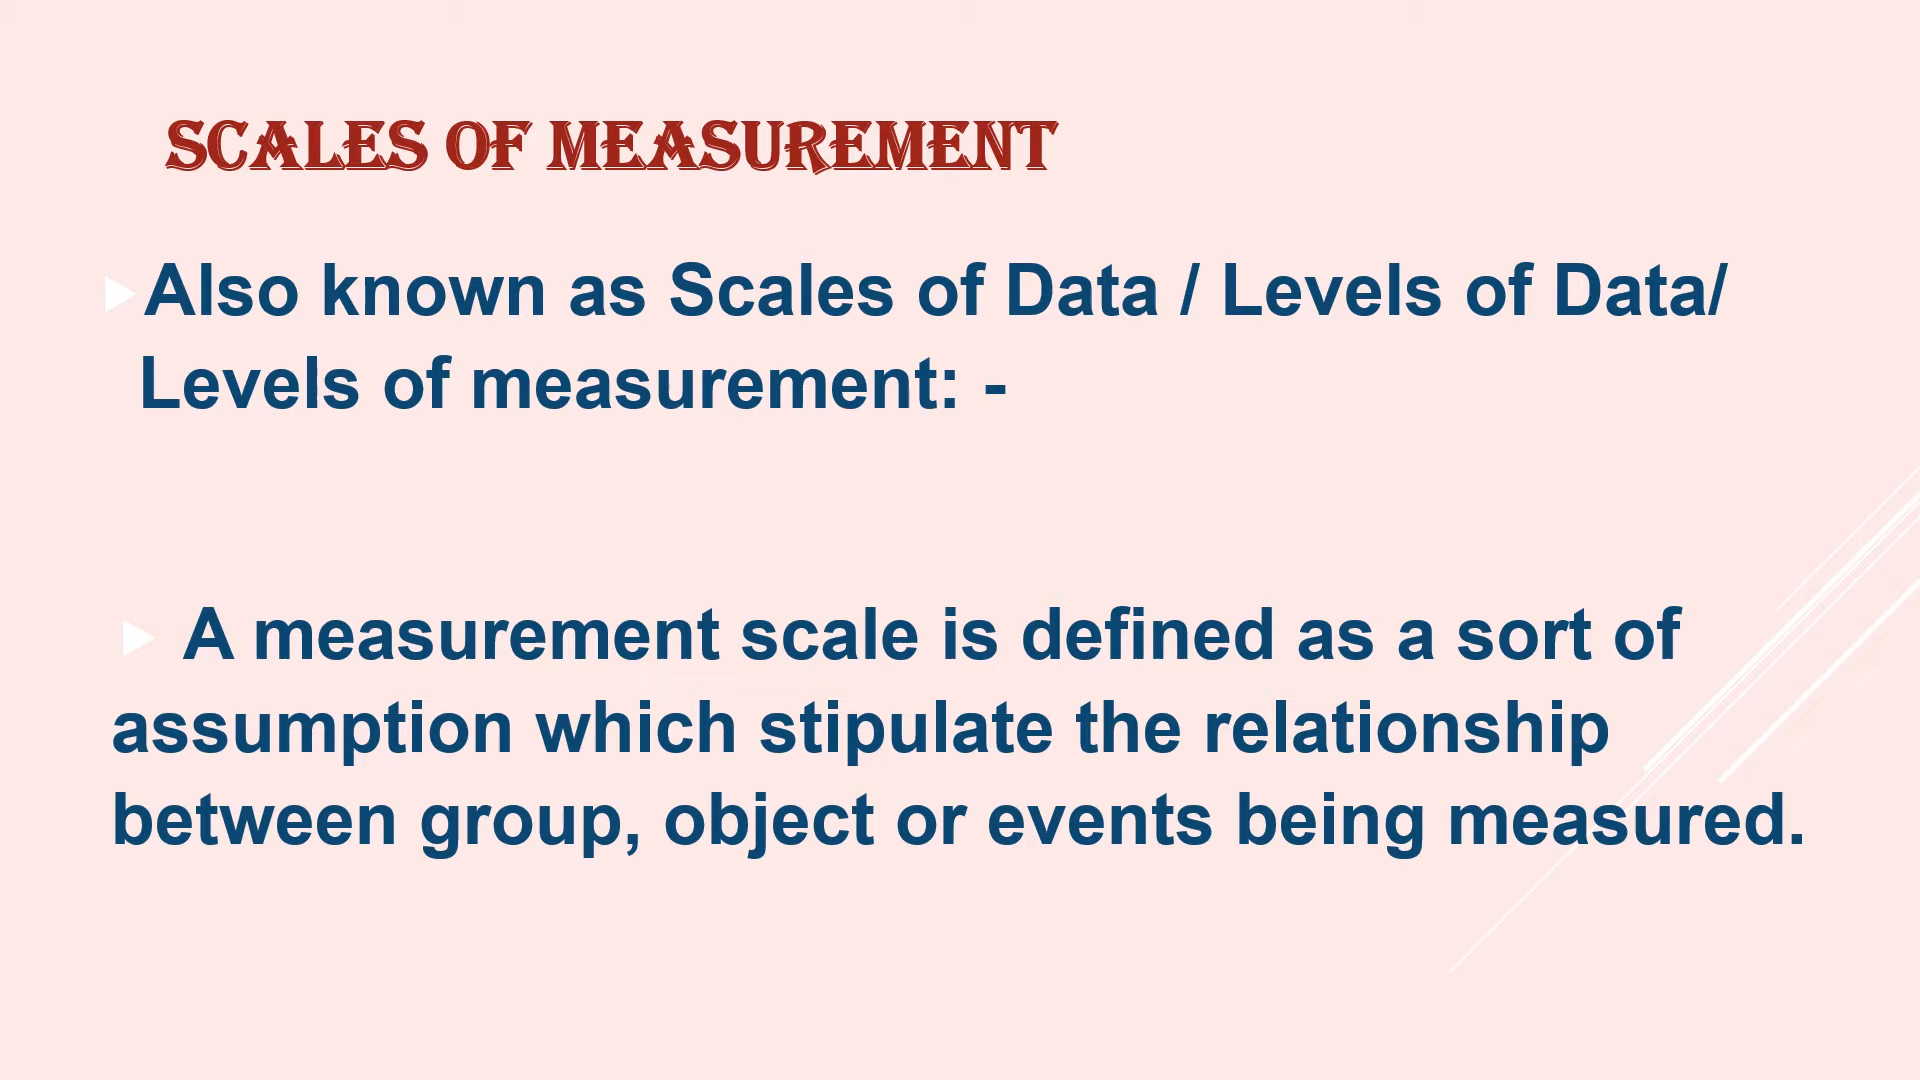 SCALES OF MEASUREMENT
Also known as Scales of Data / Levels of Data/
Levels of measurement: -
A measurement scale is defined as a sort of
assumption which stipulate the relationship
between group, object or events being measured.